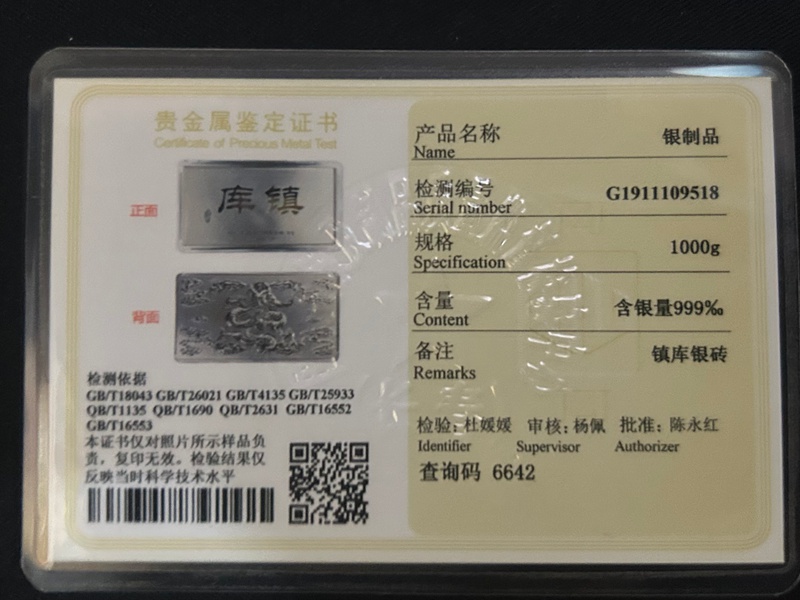 贵金属鉴定证书
Certificate of Precious Metal Test
正面
库镇
背面
检测依据
GB/T18043 GB/T26021 GB/T4135 GB/T25933
QB/T1135 QB/T1690 QB/T2631 GB/T16552
GB/T16553
本证书仅对照片所示样品负
责，复印无效。检验结果仅
反映当时科学技术水平
产品名称 银制品
Name
检测编号 G1911109518
Serial number
规格 1000g
Specification
含量 含银量999‰
Content
备注 镇库银砖
Remarks
检验: 杜媛媛 审核: 杨佩 批准: 陈永红
Identifier Supervisor Authorizer
查询码 6642